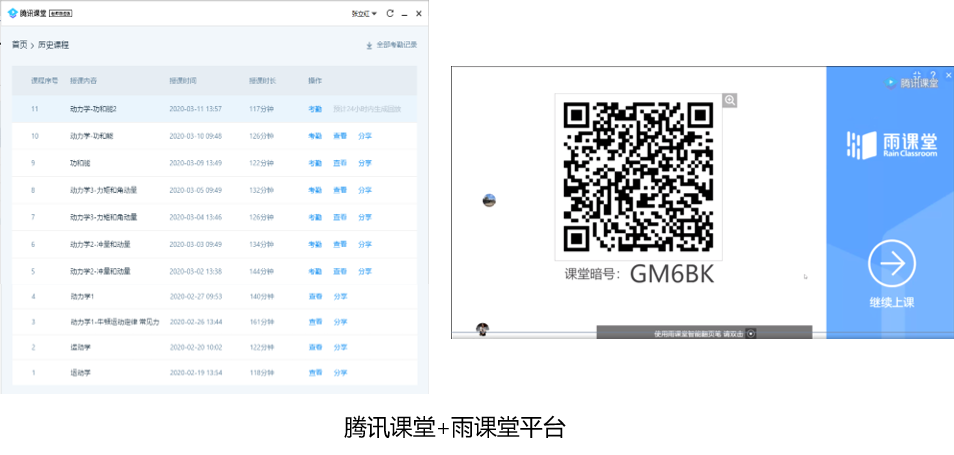 腾讯课堂
张立红
首页 > 历史课程
全部考勤记录
课程序号 授课内容 授课时间 授课时长 操作
11 动力学-功和能2 2020-03-11 13:57 117分钟 考勤 预计24小时内生成回放
10 动力学-功和能 2020-03-10 09:48 126分钟 考勤 查看 分享
9 功和能 2020-03-09 13:49 122分钟 考勤 查看 分享
8 动力学3-力矩和角动量 2020-03-05 09:49 132分钟 考勤 查看 分享
7 动力学3-力矩和角动量 2020-03-04 13:46 126分钟 考勤 查看 分享
6 动力学2-冲量和动量 2020-03-03 09:49 134分钟 考勤 查看 分享
5 动力学2-冲量和动量 2020-03-02 13:38 144分钟 考勤 查看 分享
4 动力学1 2020-02-27 09:53 140分钟 查看 分享
3 动力学1-牛顿运动定律 常见力 2020-02-26 13:44 161分钟 查看 分享
2 运动学 2020-02-20 10:02 122分钟 查看 分享
1 运动学 2020-02-19 13:54 118分钟 查看 分享
腾讯课堂
雨课堂
Rain Classroom
课堂暗号: GM6BK
继续上课
使用雨课堂智能翻页笔 请双击
腾讯课堂+雨课堂平台